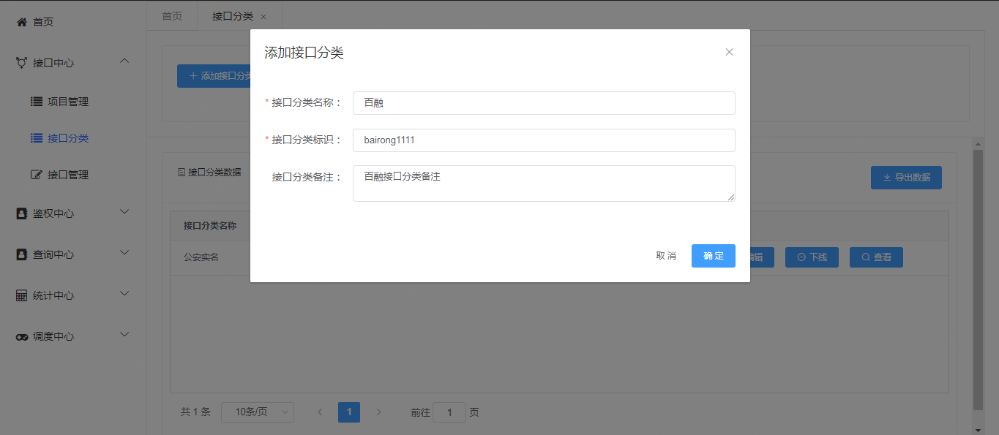 首页
接口中心
项目管理
接口分类
接口管理
鉴权中心
查询中心
统计中心
调度中心
首页 接口分类
添加接口分类
添加接口分类
* 接口分类名称： 百融
* 接口分类标识： bairong1111
接口分类备注： 百融接口分类备注
取 消 确 定
接口分类数据 导出数据
接口分类名称
公安实名 编辑 下线 查看
共 1 条 10条/页 1 前往 1 页